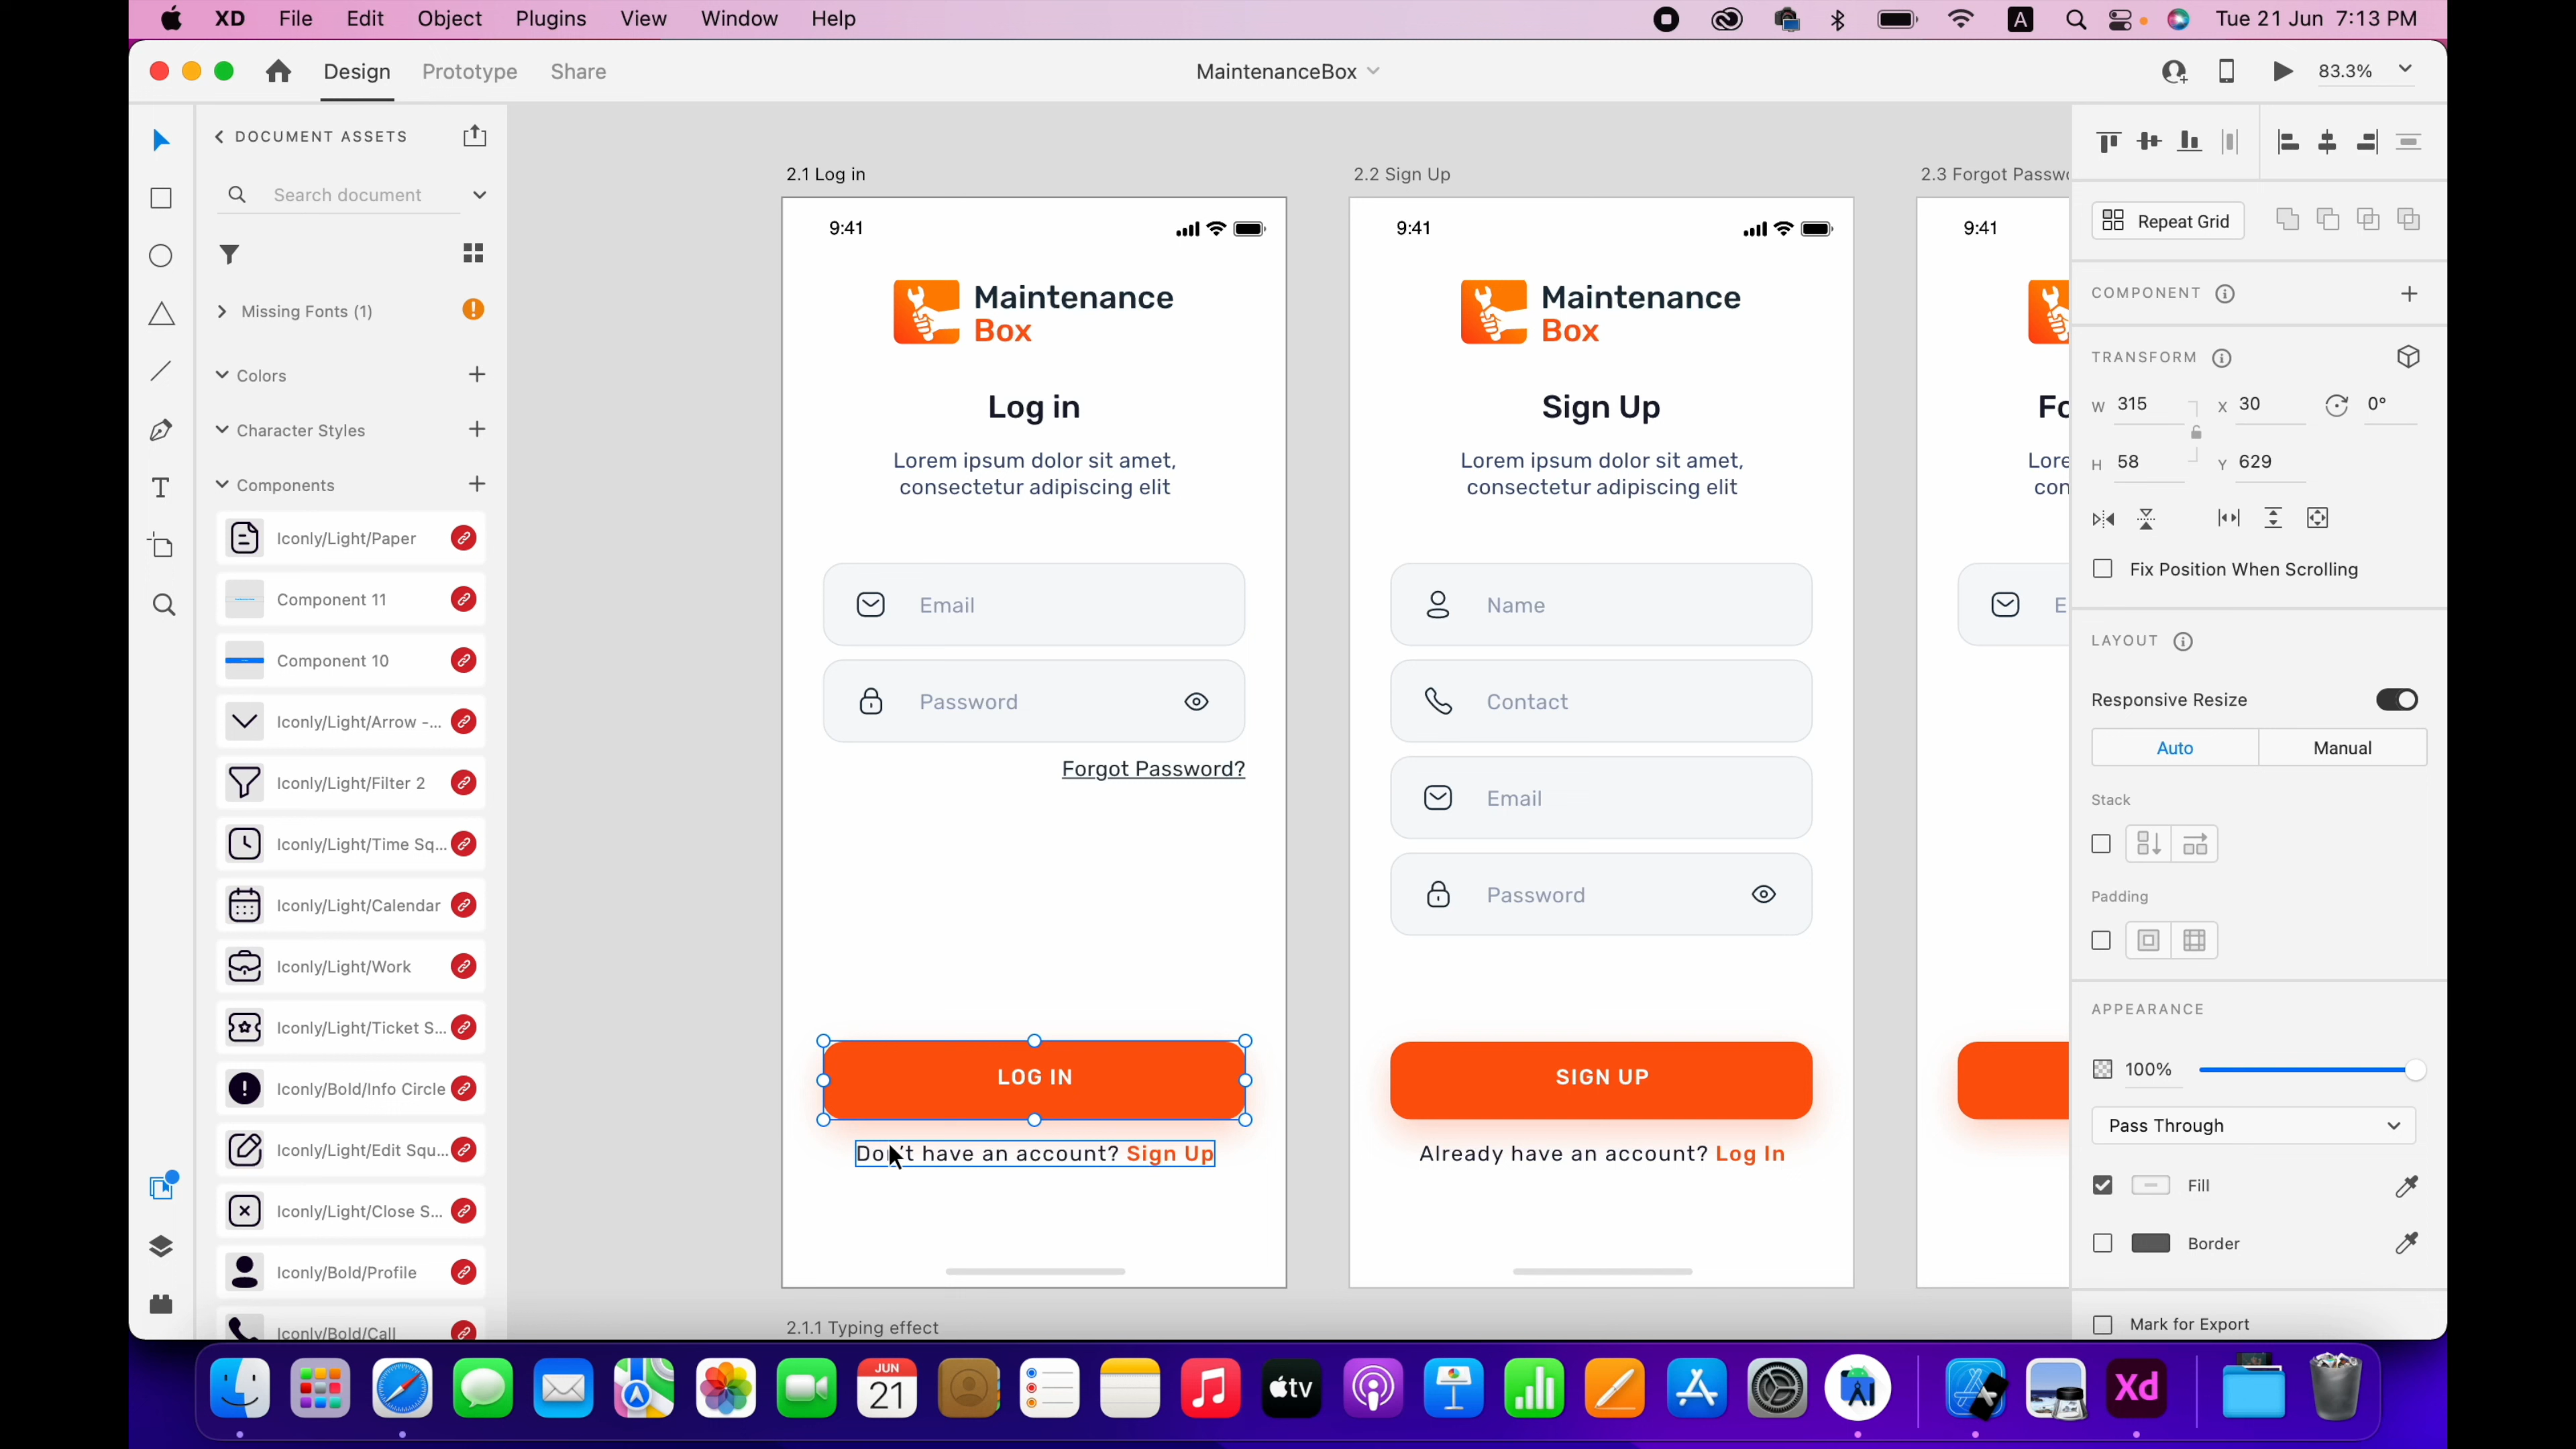 XD File Edit Object Plugins View Window Help
A Tue 21 Jun 7:13 PM
Design Prototype Share
MaintenanceBox
83.3%
DOCUMENT ASSETS
Search document
Missing Fonts (1)
Colors
Character Styles
Components
Iconly/Light/Paper
Component 11
Component 10
Iconly/Light/Arrow -...
Iconly/Light/Filter 2
Iconly/Light/Time Sq...
Iconly/Light/Calendar
Iconly/Light/Work
Iconly/Light/Ticket S...
Iconly/Bold/Info Circle
Iconly/Light/Edit Squ...
Iconly/Light/Close S...
Iconly/Bold/Profile
Iconly/Bold/Call
2.1 Log in
9:41
Maintenance
Box
Log in
Lorem ipsum dolor sit amet,
consectetur adipiscing elit
Email
Password
Forgot Password?
LOG IN
Don't have an account? Sign Up
2.1.1 Typing effect
2.2 Sign Up
9:41
Maintenance
Box
Sign Up
Lorem ipsum dolor sit amet,
consectetur adipiscing elit
Name
Contact
Email
Password
SIGN UP
Already have an account? Log In
2.3 Forgot Passw
9:41
Fo
Lore
con
E
Repeat Grid
COMPONENT
TRANSFORM
W 315 X 30 0°
H 58 Y 629
Fix Position When Scrolling
LAYOUT
Responsive Resize
Auto Manual
Stack
Padding
APPEARANCE
100%
Pass Through
Fill
Border
Mark for Export
JUN
21
tv
Xd